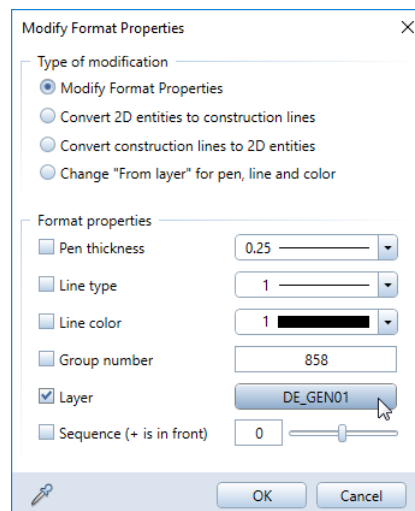 Modify Format Properties
Type of modification
Modify Format Properties
Convert 2D entities to construction lines
Convert construction lines to 2D entities
Change "From layer" for pen, line and color
Format properties
Pen thickness 0.25
Line type 1
Line color 1
Group number 858
Layer DE_GEN01
Sequence (+ is in front) 0
OK Cancel